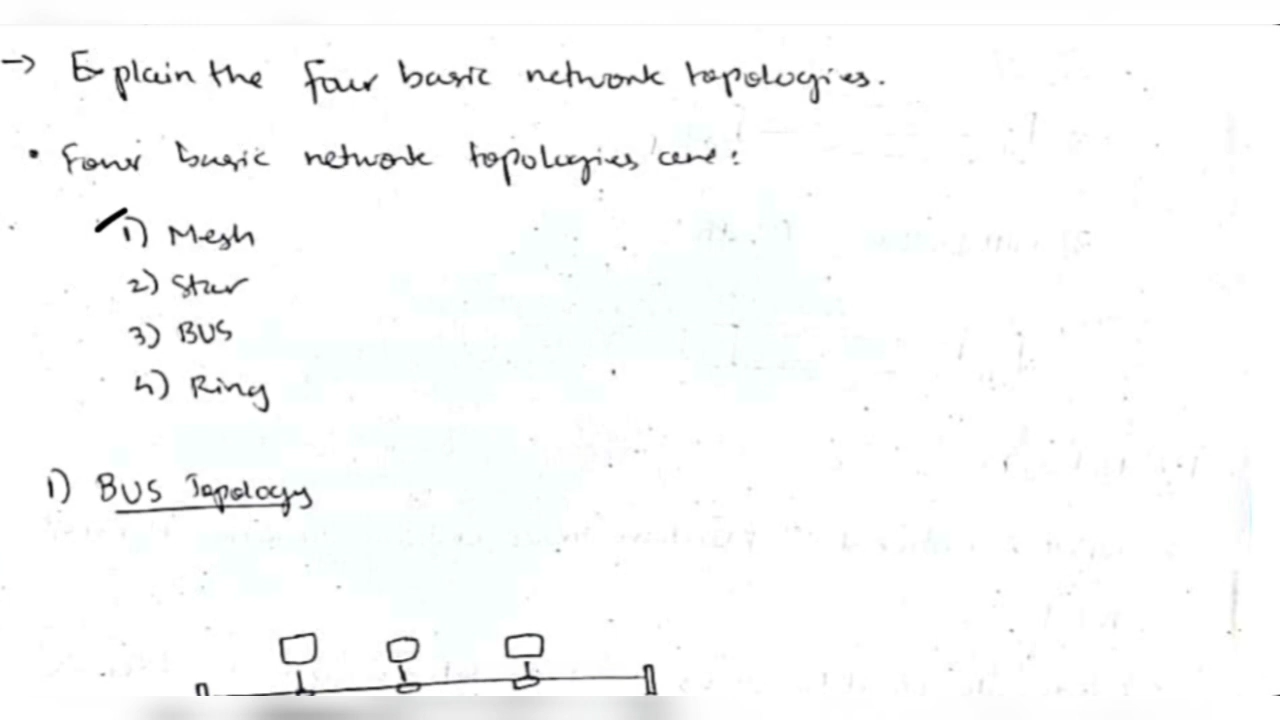 → Explain the four basic network topologies.
• Four basic network topologies are:
1) Mesh
2) Star
3) BUS
4) Ring
1) BUS Topology